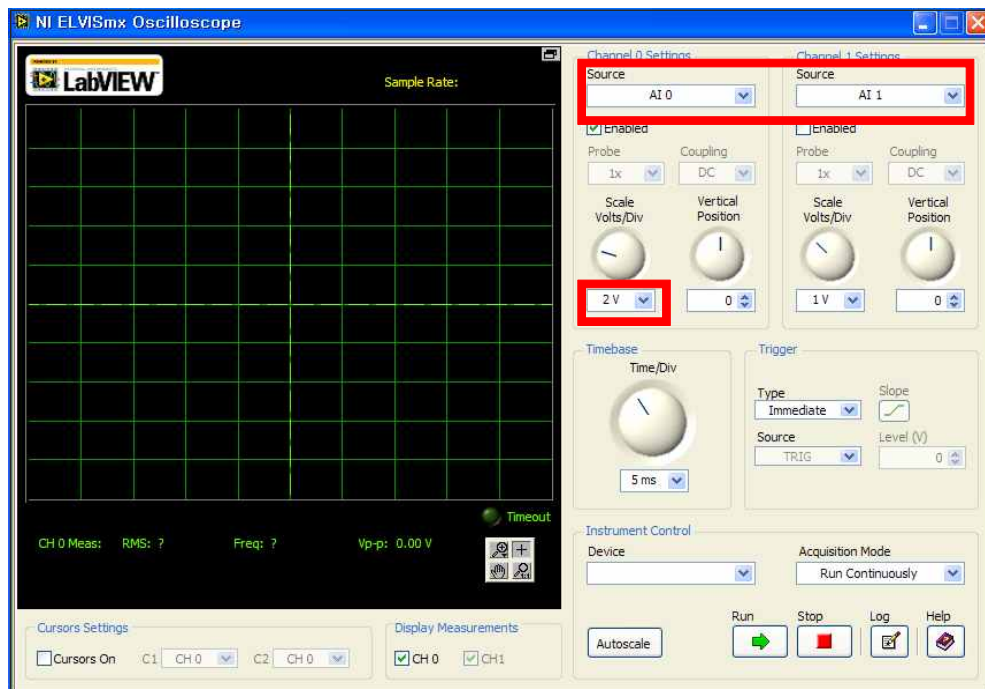 NI ELVISmx Oscilloscope
LabVIEW
Sample Rate:
Timeout
CH 0 Meas: RMS: ? Freq: ? Vp-p: 0.00 V
Cursors Settings
Cursors On C1 CH 0 C2 CH 0
Display Measurements
CH 0 CH1
Channel 0 Settings
Source
AI 0
Enabled
Probe Coupling
1x DC
Scale
Volts/Div
Vertical
Position
2 V 0
Channel 1 Settings
Source
AI 1
Enabled
Probe Coupling
1x DC
Scale
Volts/Div
Vertical
Position
1 V 0
Timebase
Time/Div
5 ms
Trigger
Type Slope
Immediate
Source Level (V)
TRIG 0
Instrument Control
Device Acquisition Mode
Run Continuously
Run Stop Log Help
Autoscale